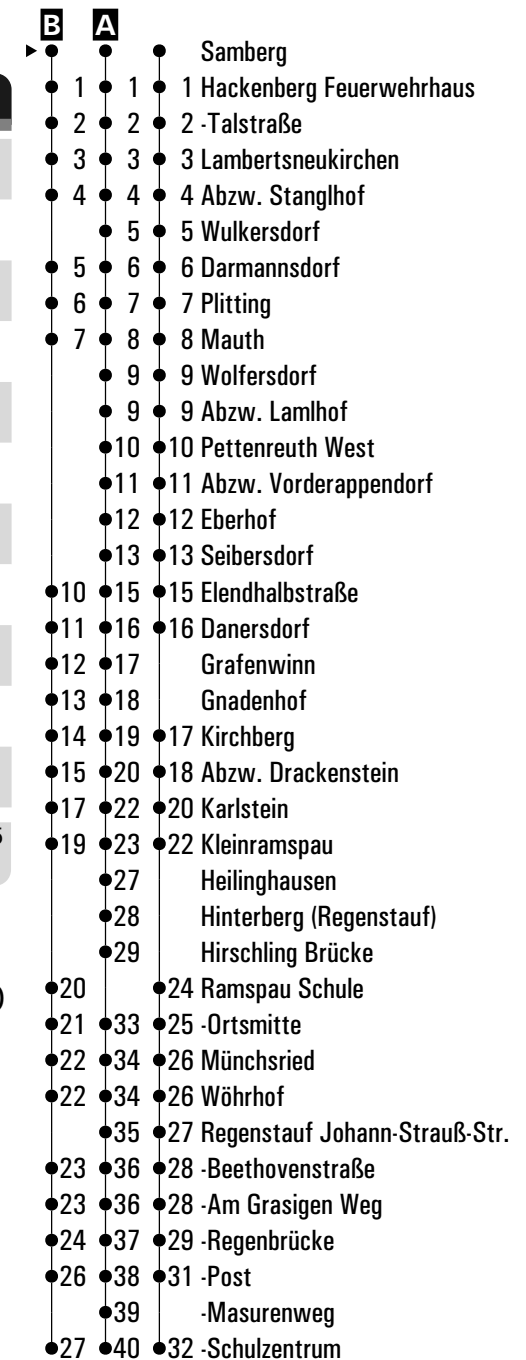 B A
Samberg
1 1 1 Hackenberg Feuerwehrhaus
2 2 2 -Talstraße
3 3 3 Lambertsneukirchen
4 4 4 Abzw. Stanglhof
5 5 Wulkersdorf
5 6 6 Darmannsdorf
6 7 7 Plitting
7 8 8 Mauth
9 9 Wolfersdorf
9 9 Abzw. Lamlhof
10 10 Pettenreuth West
11 11 Abzw. Vorderappendorf
12 12 Eberhof
13 13 Seibersdorf
10 15 15 Elendhalbstraße
11 16 16 Danersdorf
12 17 Grafenwinn
13 18 Gnadenhof
14 19 17 Kirchberg
15 20 18 Abzw. Drackenstein
17 22 20 Karlstein
19 23 22 Kleinramspau
27 Heilinghausen
28 Hinterberg (Regenstauf)
29 Hirschling Brücke
20 24 Ramspau Schule
21 33 25 -Ortsmitte
22 34 26 Münchsried
22 34 26 Wöhrhof
35 27 Regenstauf Johann-Strauß-Str.
23 36 28 -Beethovenstraße
23 36 28 -Am Grasigen Weg
24 37 29 -Regenbrücke
26 38 31 -Post
39 -Masurenweg
27 40 32 -Schulzentrum